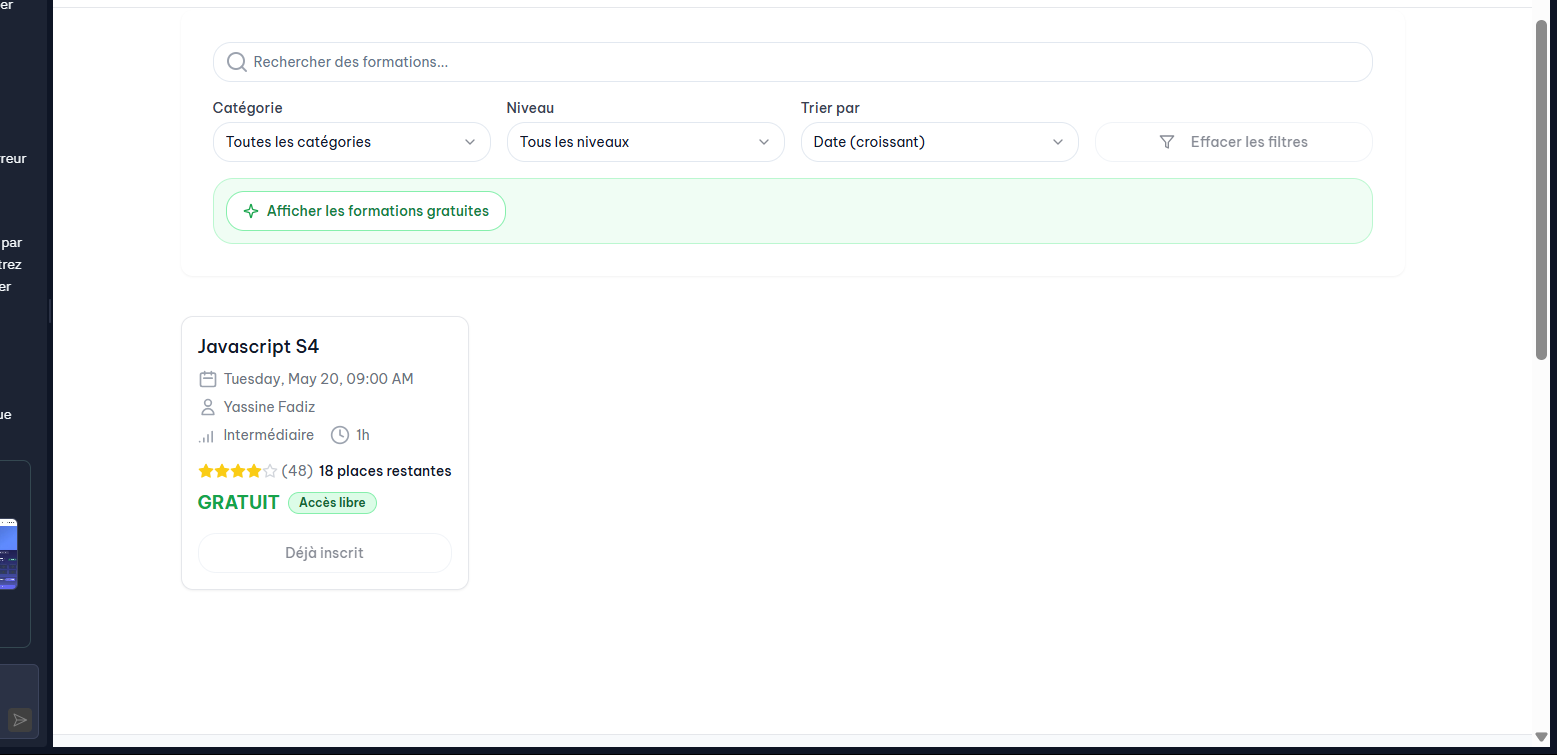 er
reur
par
trez
er
ue
Rechercher des formations...
Catégorie
Niveau
Trier par
Toutes les catégories
Tous les niveaux
Date (croissant)
Effacer les filtres
Afficher les formations gratuites
Javascript S4
Tuesday, May 20, 09:00 AM
Yassine Fadiz
Intermédiaire 1h
(48) 18 places restantes
GRATUIT Accès libre
Déjà inscrit